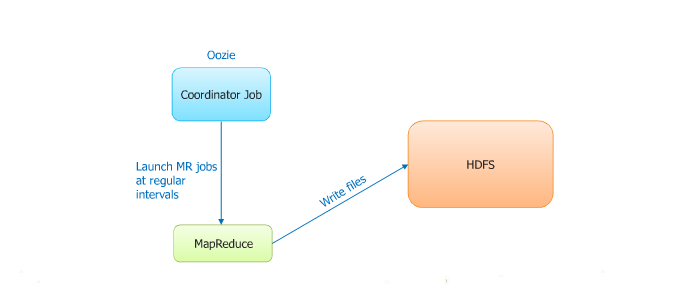 Oozie
Coordinator Job
Launch MR jobs
at regular
intervals
MapReduce
Write files
HDFS